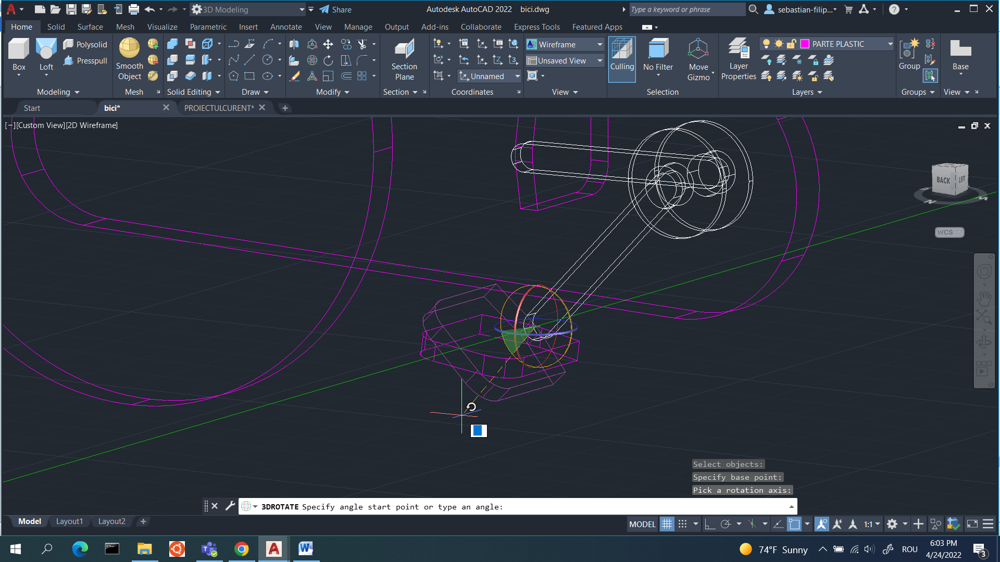 3D Modeling
Share
Autodesk AutoCAD 2022 bici.dwg
Type a keyword or phrase
sebastian-filip...
Home Solid Surface Mesh Visualize Parametric Insert Annotate View Manage Output Add-ins Collaborate Express Tools Featured Apps
Polysolid
Presspull
Box
Loft
Smooth
Object
Section
Plane
Wireframe
Unsaved View
Unnamed
Culling
No Filter
Move
Gizmo
Layer
Properties
PARTE PLASTIC
Group
Base
Modeling
Mesh
Solid Editing
Draw
Modify
Section
Coordinates
View
Selection
Layers
Groups
View
Start
bici*
PROIECTULCURENT*
[−][Custom View][2D Wireframe]
BACK
LEFT
N
WCS
Select objects:
Specify base point:
Pick a rotation axis:
3DROTATE Specify angle start point or type an angle:
Model
Layout1
Layout2
MODEL
1:1
74°F Sunny
ROU
6:03 PM
4/24/2022
3